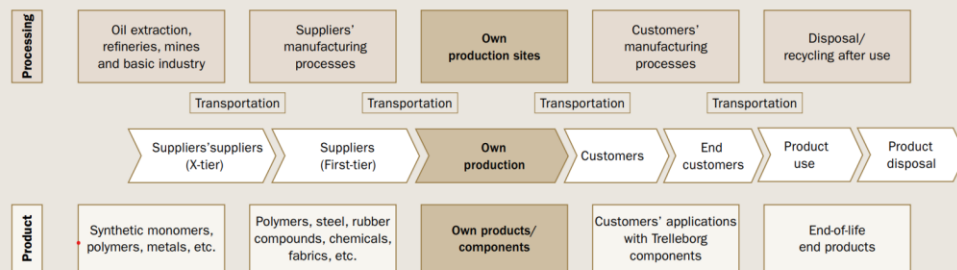 Processing
Oil extraction,
refineries, mines
and basic industry
Suppliers'
manufacturing
processes
Own
production sites
Customers'
manufacturing
processes
Disposal/
recycling after use
Transportation
Transportation
Transportation
Transportation
Suppliers'suppliers
(X-tier)
Suppliers
(First-tier)
Own
production
Customers
End
customers
Product
use
Product
disposal
Product
Synthetic monomers,
polymers, metals, etc.
Polymers, steel, rubber
compounds, chemicals,
fabrics, etc.
Own products/
components
Customers' applications
with Trelleborg
components
End-of-life
end products